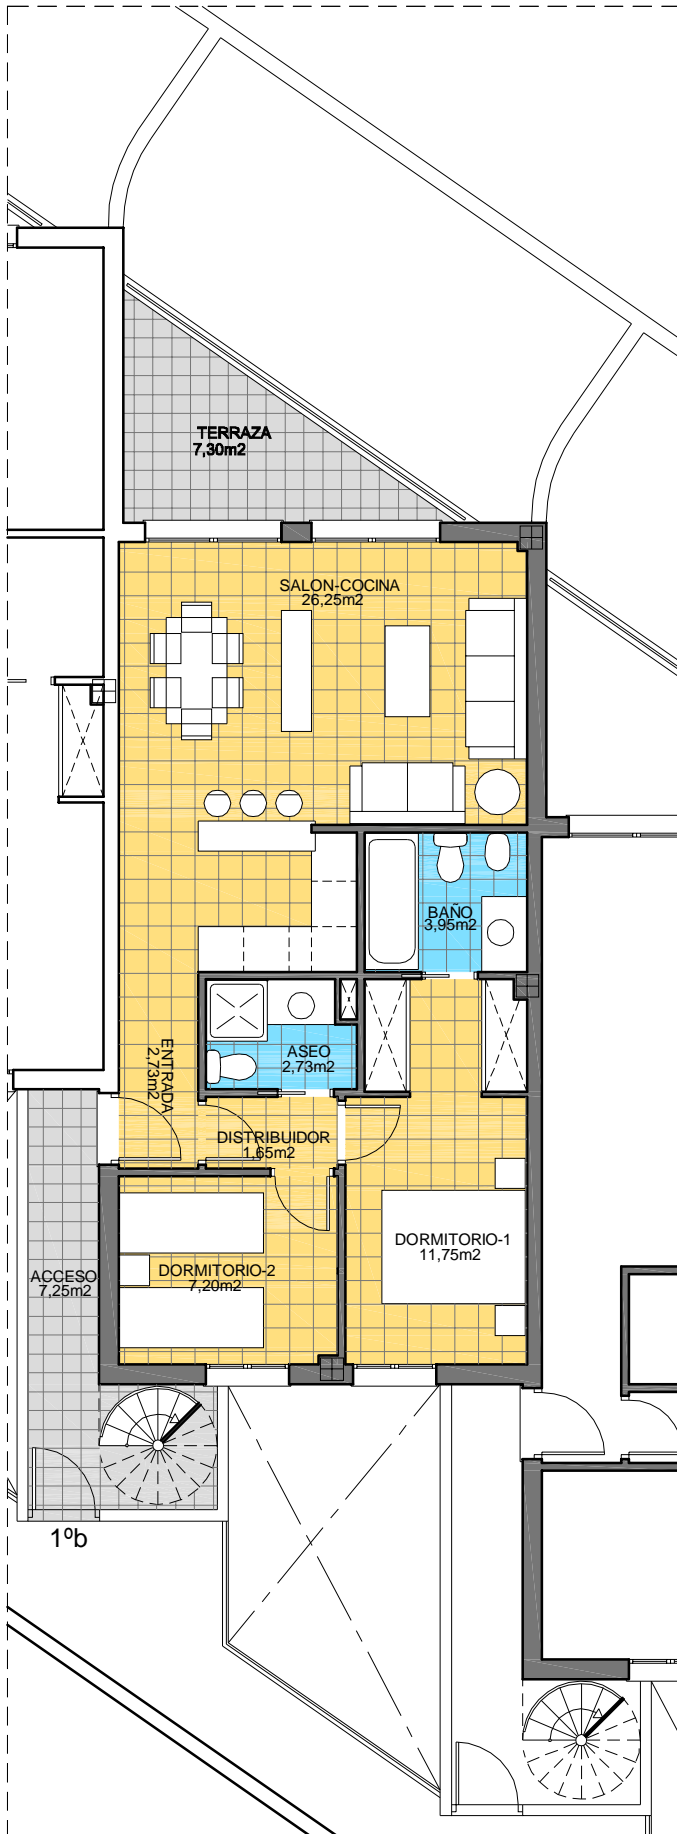 TERRAZA
7,30m2
SALON-COCINA
26,25m2
BAÑO
3,95m2
ENTRADA
2,73m2
ASEO
2,73m2
DISTRIBUIDOR
1,65m2
DORMITORIO-1
11,75m2
DORMITORIO-2
7,20m2
ACCESO
7,25m2
1ºb